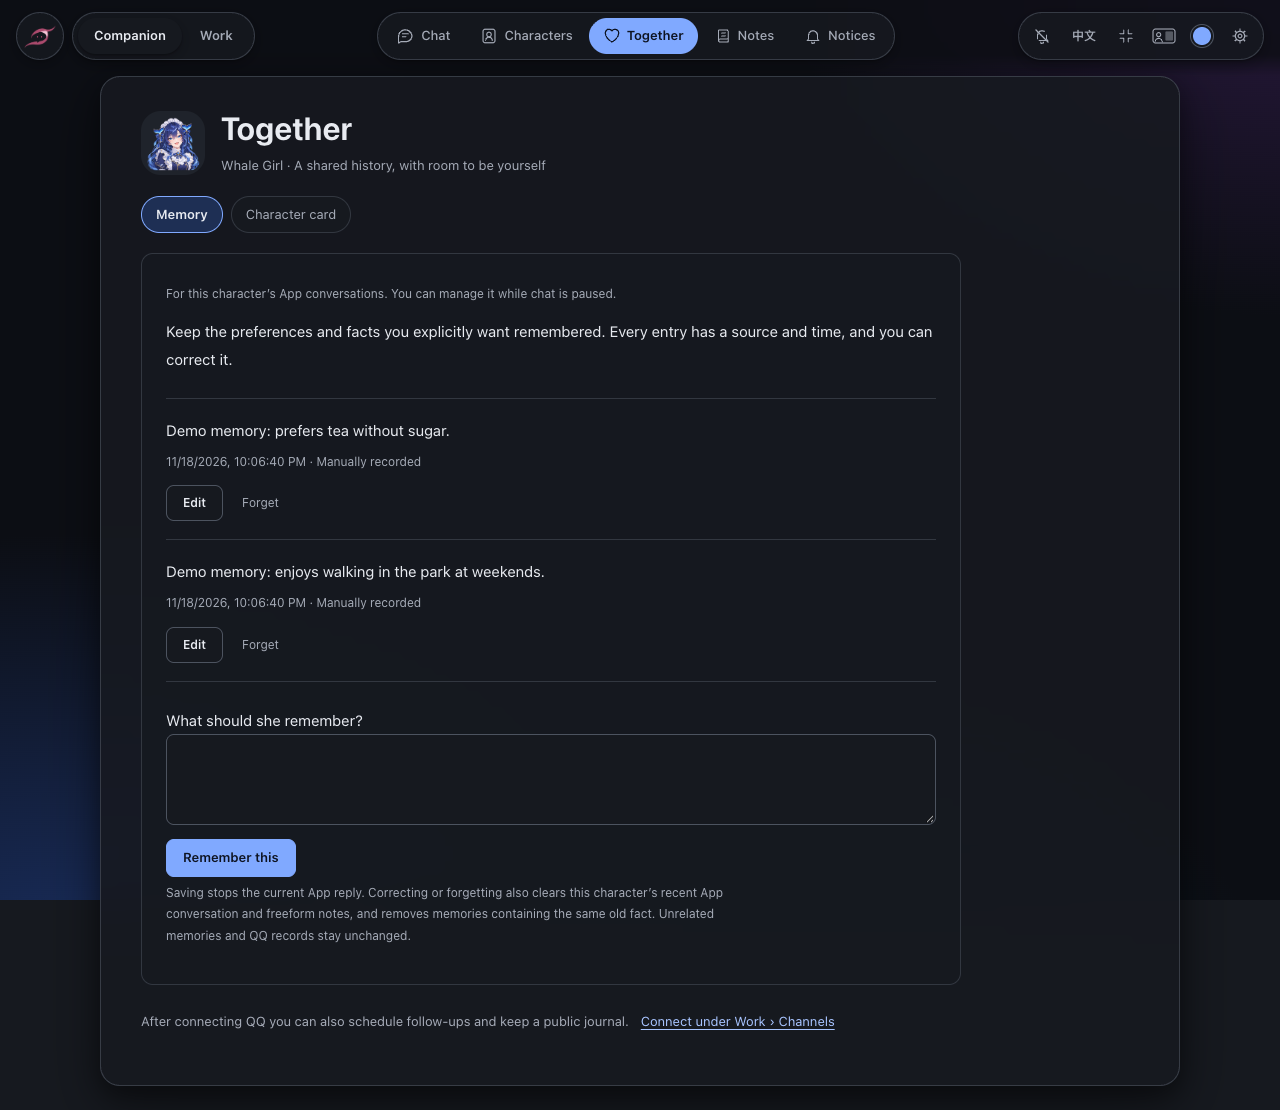 Companion
Work
Chat
Characters
Together
Notes
Notices
中文
Together
Whale Girl · A shared history, with room to be yourself
Memory
Character card
For this character's App conversations. You can manage it while chat is paused.
Keep the preferences and facts you explicitly want remembered. Every entry has a source and time, and you can
correct it.
Demo memory: prefers tea without sugar.
11/18/2026, 10:06:40 PM · Manually recorded
Edit
Forget
Demo memory: enjoys walking in the park at weekends.
11/18/2026, 10:06:40 PM · Manually recorded
Edit
Forget
What should she remember?
Remember this
Saving stops the current App reply. Correcting or forgetting also clears this character's recent App
conversation and freeform notes, and removes memories containing the same old fact. Unrelated
memories and QQ records stay unchanged.
After connecting QQ you can also schedule follow-ups and keep a public journal. Connect under Work › Channels